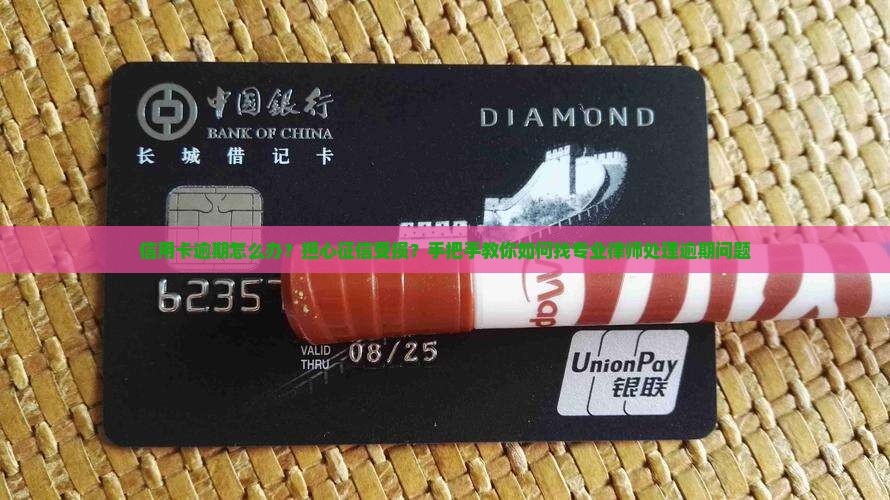 中国银行
BANK OF CHINA
长城借记卡
DIAMOND
信用卡逾期怎么办？担心征信受损？手把手教你如何找专业律师处理逾期问题
62357
Wap
VALID
THRU
08/25
UnionPay
银联